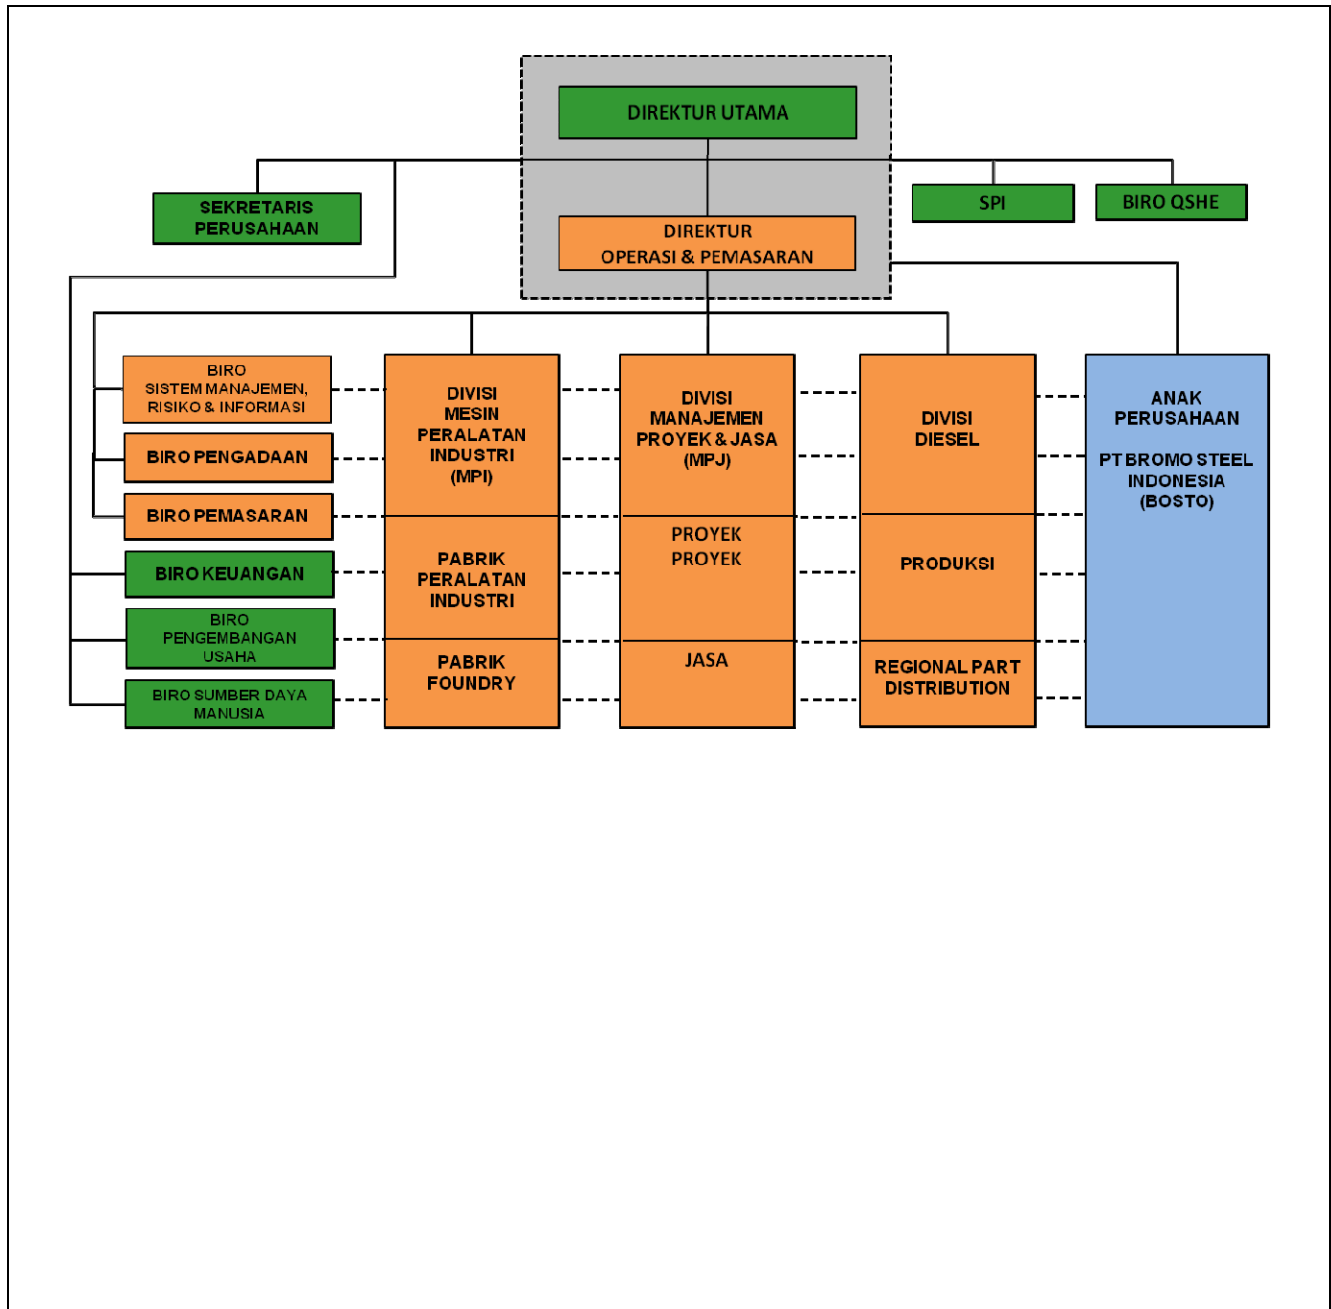 DIREKTUR UTAMA
SEKRETARIS
PERUSAHAAN
SPI
BIRO QSHE
DIREKTUR
OPERASI & PEMASARAN
BIRO
SISTEM MANAJEMEN,
RISIKO & INFORMASI
BIRO PENGADAAN
BIRO PEMASARAN
BIRO KEUANGAN
BIRO
PENGEMBANGAN
USAHA
BIRO SUMBER DAYA
MANUSIA
DIVISI
MESIN
PERALATAN
INDUSTRI
(MPI)
PABRIK
PERALATAN
INDUSTRI
PABRIK
FOUNDRY
DIVISI
MANAJEMEN
PROYEK & JASA
(MPJ)
PROYEK
PROYEK
JASA
DIVISI
DIESEL
PRODUKSI
REGIONAL PART
DISTRIBUTION
ANAK
PERUSAHAAN
PT BROMO STEEL
INDONESIA
(BOSTO)